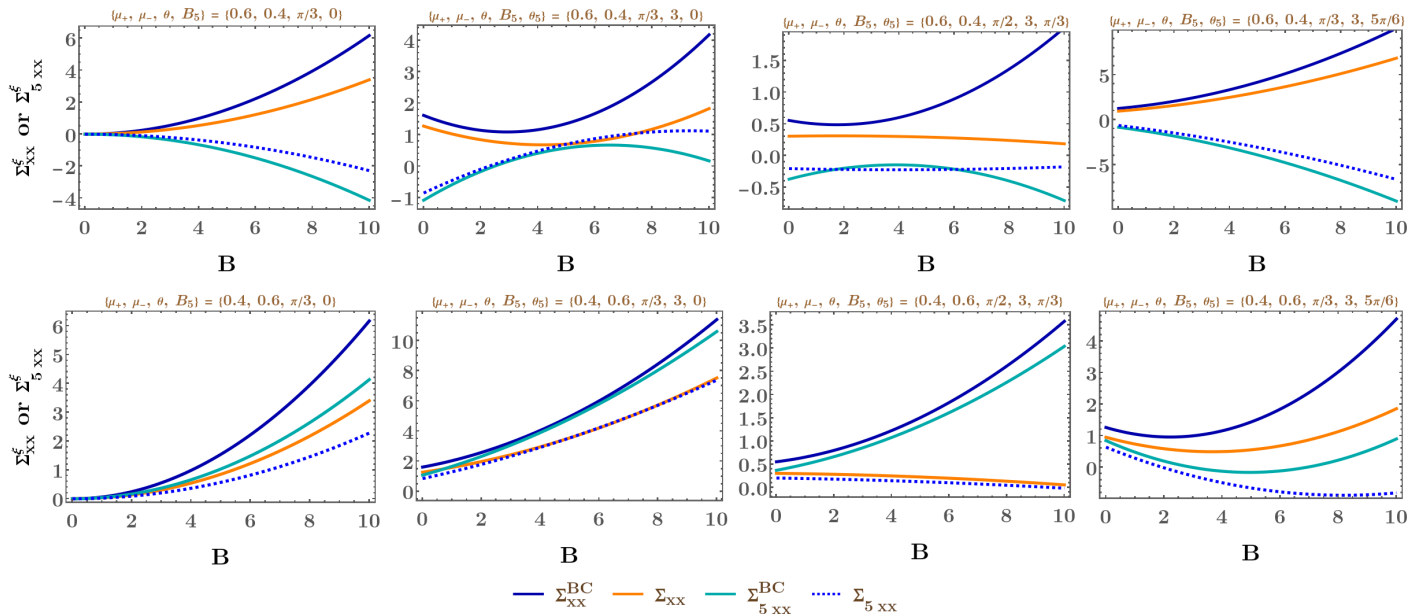 {μ₊, μ₋, θ, B₅} = {0.6, 0.4, π/3, 0}
{μ₊, μ₋, θ, B₅, θ₅} = {0.6, 0.4, π/3, 3, 0}
{μ₊, μ₋, θ, B₅, θ₅} = {0.6, 0.4, π/2, 3, π/3}
{μ₊, μ₋, θ, B₅, θ₅} = {0.6, 0.4, π/3, 3, 5π/6}
Σ^ξ_xx or Σ^ξ_5 xx
6
4
2
0
−2
−4
0 2 4 6 8 10
B
4
3
2
1
0
−1
0 2 4 6 8 10
B
1.5
1.0
0.5
0.0
−0.5
0 2 4 6 8 10
B
5
0
−5
0 2 4 6 8 10
B
{μ₊, μ₋, θ, B₅} = {0.4, 0.6, π/3, 0}
{μ₊, μ₋, θ, B₅, θ₅} = {0.4, 0.6, π/3, 3, 0}
{μ₊, μ₋, θ, B₅, θ₅} = {0.4, 0.6, π/2, 3, π/3}
{μ₊, μ₋, θ, B₅, θ₅} = {0.4, 0.6, π/3, 3, 5π/6}
Σ^ξ_xx or Σ^ξ_5 xx
6
5
4
3
2
1
0
0 2 4 6 8 10
B
10
8
6
4
2
0
0 2 4 6 8 10
B
3.5
3.0
2.5
2.0
1.5
1.0
0.5
0.0
0 2 4 6 8 10
B
4
3
2
1
0
0 2 4 6 8 10
B
Σ^BC_xx Σ_xx Σ^BC_5 xx Σ_5 xx